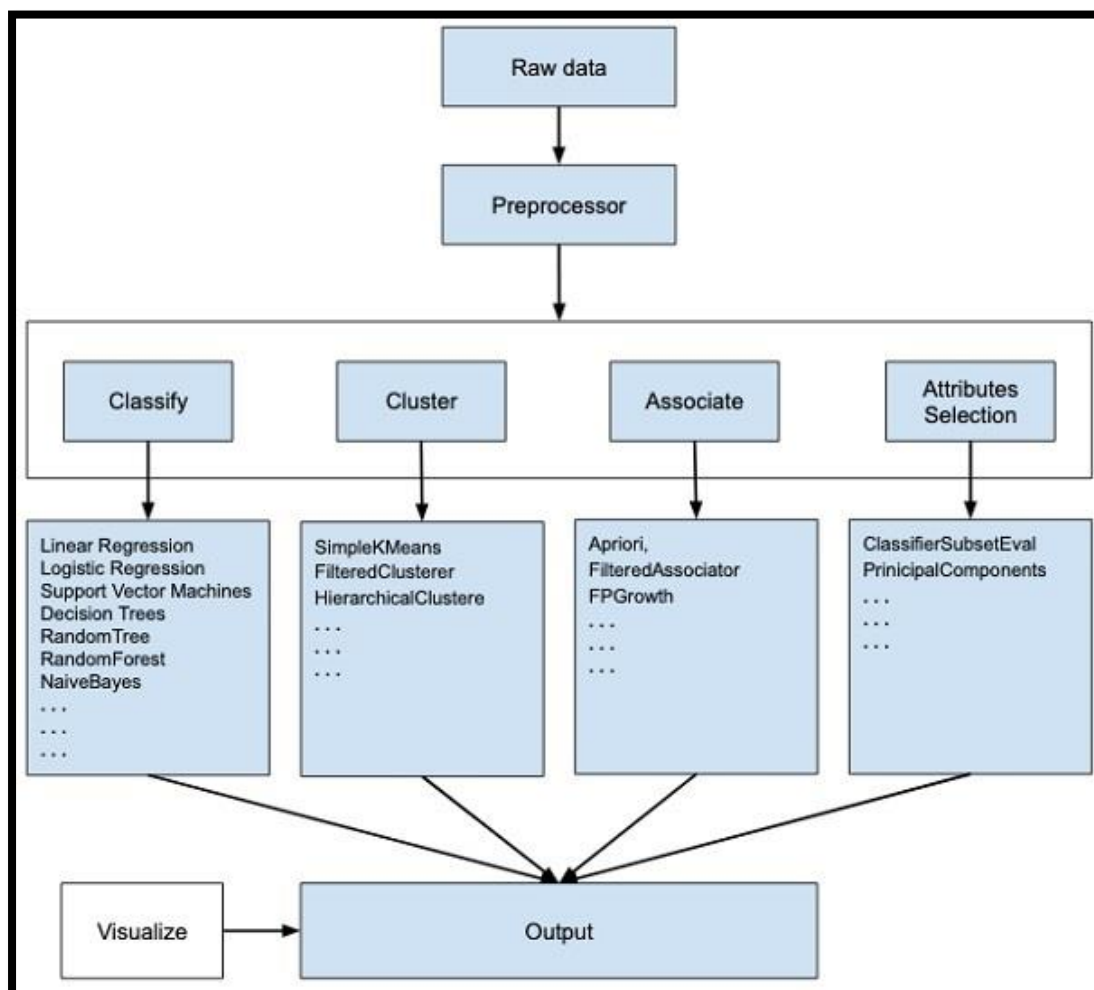 Raw data
Preprocessor
Classify
Cluster
Associate
Attributes
Selection
Linear Regression
Logistic Regression
Support Vector Machines
Decision Trees
RandomTree
RandomForest
NaiveBayes
. . .
. . .
. . .
SimpleKMeans
FilteredClusterer
HierarchicalClustere
. . .
. . .
. . .
Apriori,
FilteredAssociator
FPGrowth
. . .
. . .
. . .
ClassifierSubsetEval
PrinicipalComponents
. . .
. . .
. . .
Visualize
Output